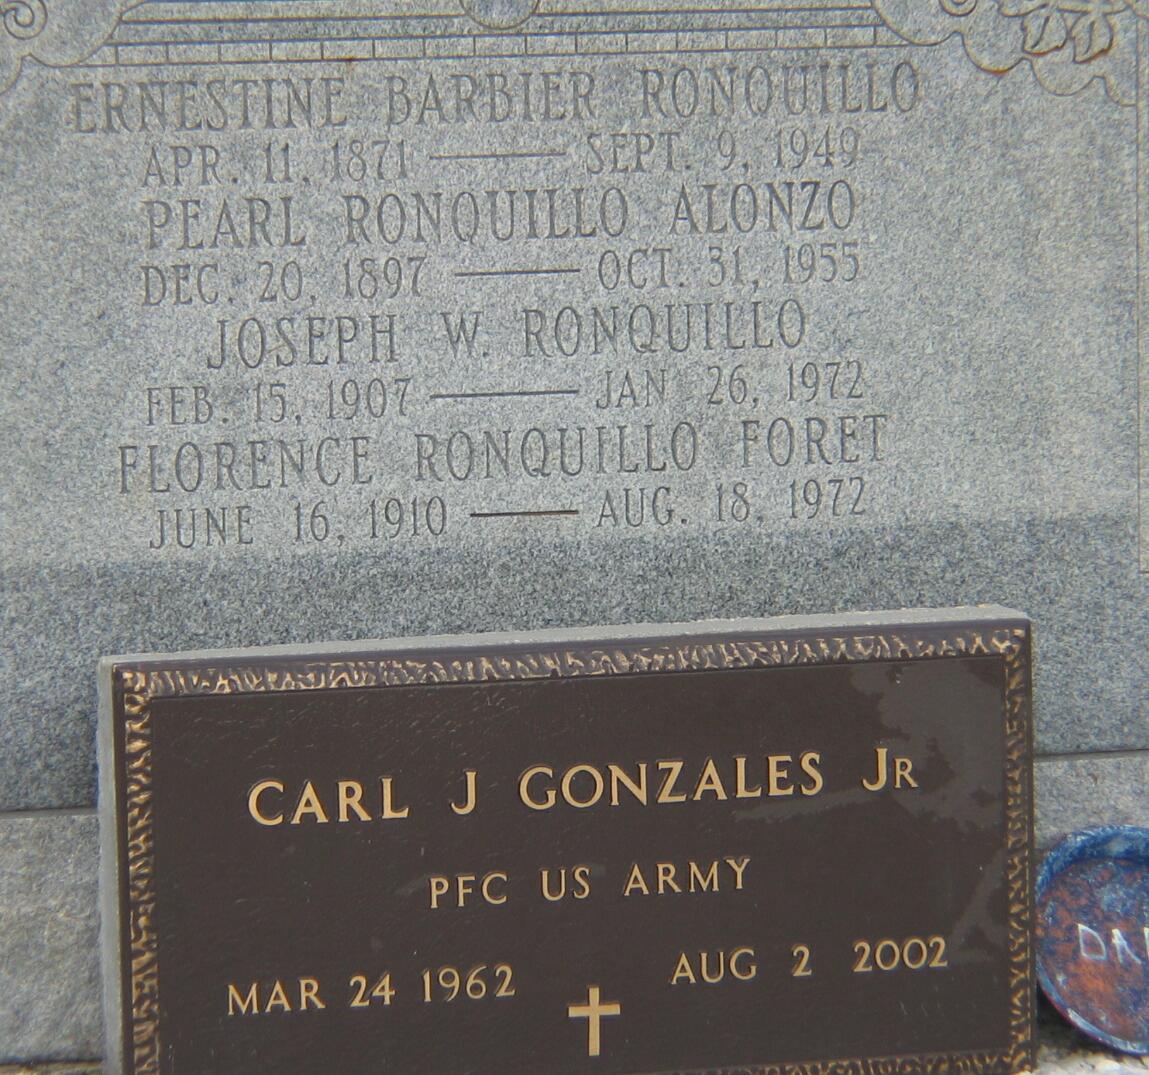 ERNESTINE BARBIER RONQUILLO
APR. 11, 1871 — SEPT. 9, 1949
PEARL RONQUILLO ALONZO
DEC. 20, 1897 — OCT. 31, 1955
JOSEPH W. RONQUILLO
FEB. 15, 1907 — JAN 26, 1972
FLORENCE RONQUILLO FORET
JUNE 16, 1910 — AUG. 18, 1972
CARL J GONZALES JR
PFC US ARMY
MAR 24 1962 AUG 2 2002